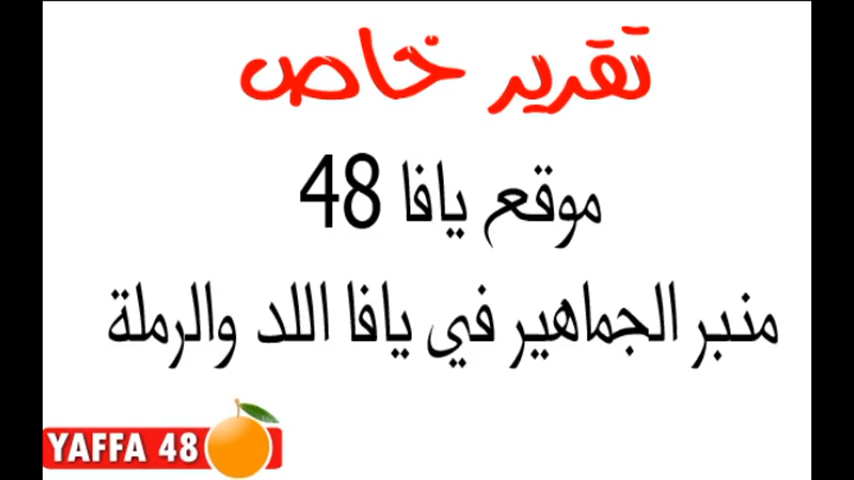 تقرير خاص
موقع يافا 48
منبر الجماهير في يافا اللد والرملة
YAFFA 48